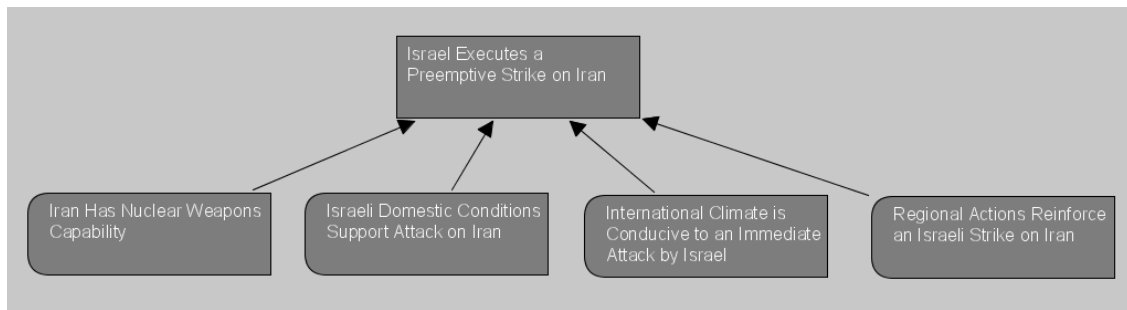 Israel Executes a
Preemptive Strike on Iran
Iran Has Nuclear Weapons
Capability
Israeli Domestic Conditions
Support Attack on Iran
International Climate is
Conducive to an Immediate
Attack by Israel
Regional Actions Reinforce
an Israeli Strike on Iran